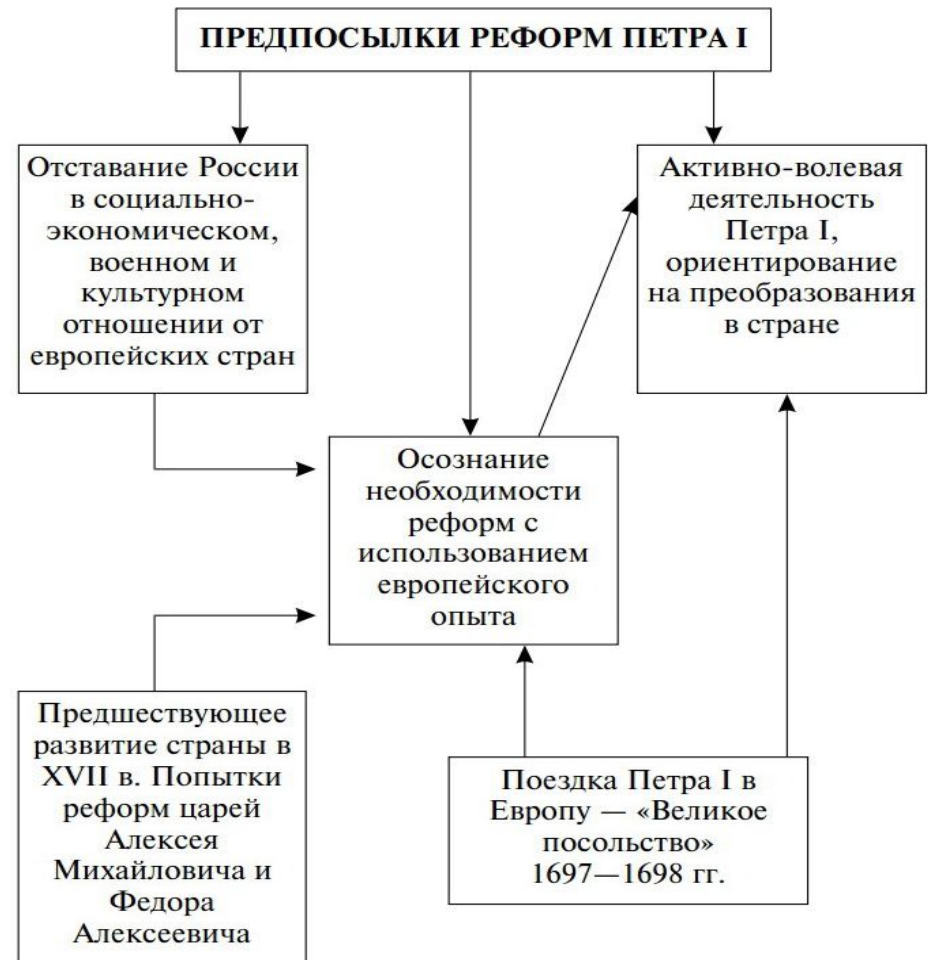 ПРЕДПОСЫЛКИ РЕФОРМ ПЕТРА I
Отставание России
в социально-
экономическом,
военном и
культурном
отношении от
европейских стран
Активно-волевая
деятельность
Петра I,
ориентирование
на преобразования
в стране
Осознание
необходимости
реформ с
использованием
европейского
опыта
Предшествующее
развитие страны в
XVII в. Попытки
реформ царей
Алексея
Михайловича и
Федора
Алексеевича
Поездка Петра I в
Европу — «Великое
посольство»
1697—1698 гг.